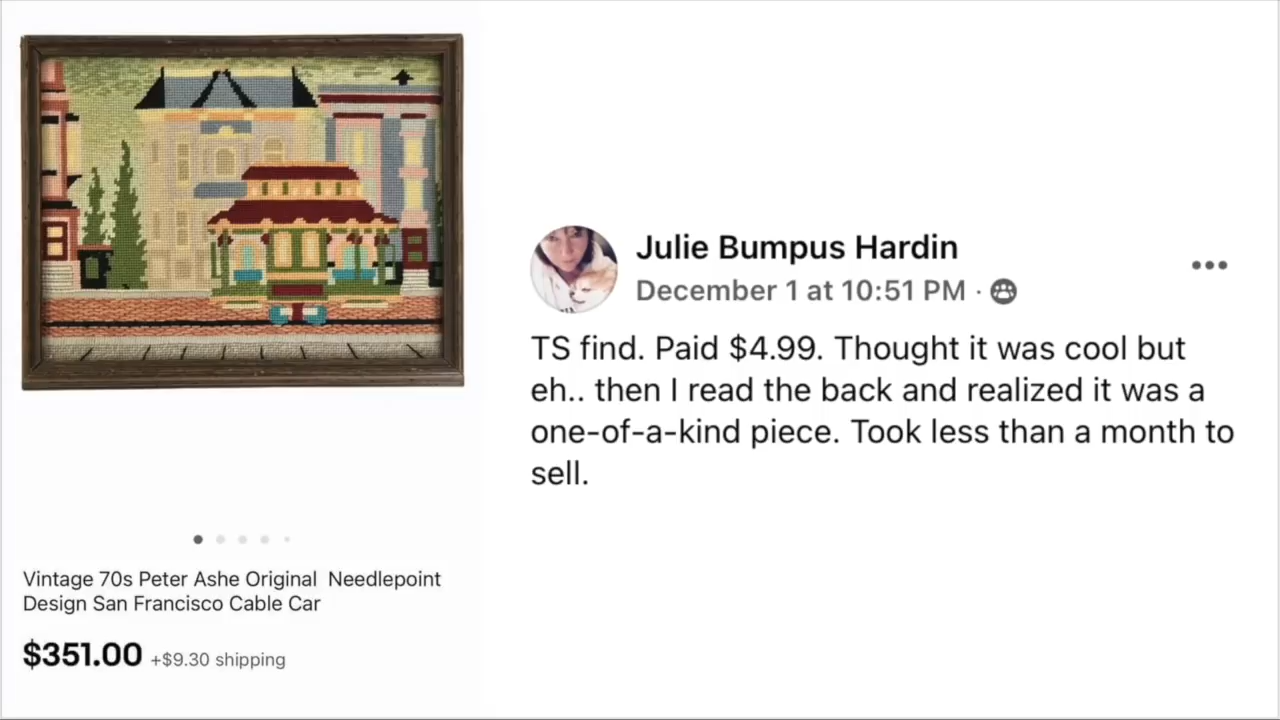 Vintage 70s Peter Ashe Original  Needlepoint
Design San Francisco Cable Car
$351.00 +$9.30 shipping
Julie Bumpus Hardin
December 1 at 10:51 PM ·
TS find. Paid $4.99. Thought it was cool but
eh.. then I read the back and realized it was a
one-of-a-kind piece. Took less than a month to
sell.